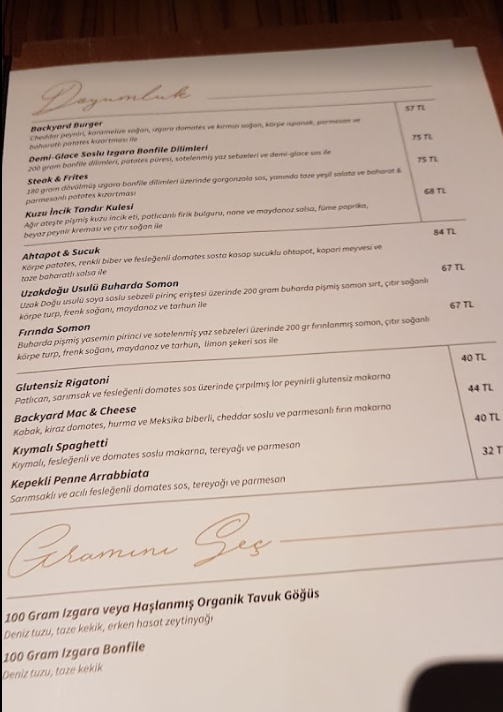 Doyumluk
Backyard Burger 57 TL
Cheddar peyniri, karamelize soğan, ızgara domates ve kırmızı soğan, körpe ıspanak, parmesan ve
baharatlı patates kızartması ile
Demi-Glace Soslu Izgara Bonfile Dilimleri 75 TL
200 gram bonfile dilimleri, patates püresi, sotelenmiş yaz sebzeleri ve demi-glace sos ile
Steak & Frites 75 TL
180 gram dövülmüş ızgara bonfile dilimleri üzerinde gorgonzola sos, yanında taze yeşil salata ve baharat &
parmesanlı patates kızartması
Kuzu İncik Tandır Kulesi 68 TL
Ağır ateşte pişmiş kuzu incik eti, patlıcanlı firik bulguru, nane ve maydanoz salsa, füme paprika,
beyaz peynir kreması ve çıtır soğan ile
Ahtapot & Sucuk 84 TL
Körpe patates, renkli biber ve fesleğenli domates sosta kasap sucuklu ahtapot, kapari meyvesi ve
taze baharatlı salsa ile
Uzakdoğu Usulü Buharda Somon 67 TL
Uzak Doğu usulü soya soslu sebzeli pirinç eriştesi üzerinde 200 gram buharda pişmiş somon sırt, çıtır soğanlı
körpe turp, frenk soğanı, maydanoz ve tarhun ile
Fırında Somon 67 TL
Buharda pişmiş yasemin pirinci ve sotelenmiş yaz sebzeleri üzerinde 200 gr fırınlanmış somon, çıtır soğanlı
körpe turp, frenk soğanı, maydanoz ve tarhun, limon şekeri sos ile
Glutensiz Rigatoni 40 TL
Patlıcan, sarımsak ve fesleğenli domates sos üzerinde çırpılmış lor peynirli glutensiz makarna
Backyard Mac & Cheese 44 TL
Kabak, kiraz domates, hurma ve Meksika biberli, cheddar soslu ve parmesanlı fırın makarna
Kıymalı Spaghetti 40 TL
Kıymalı, fesleğenli ve domates soslu makarna, tereyağı ve parmesan
Kepekli Penne Arrabbiata 32 T
Sarımsaklı ve acılı fesleğenli domates sos, tereyağı ve parmesan
Gramını Seç
100 Gram Izgara veya Haşlanmış Organik Tavuk Göğüs
Deniz tuzu, taze kekik, erken hasat zeytinyağı
100 Gram Izgara Bonfile
Deniz tuzu, taze kekik